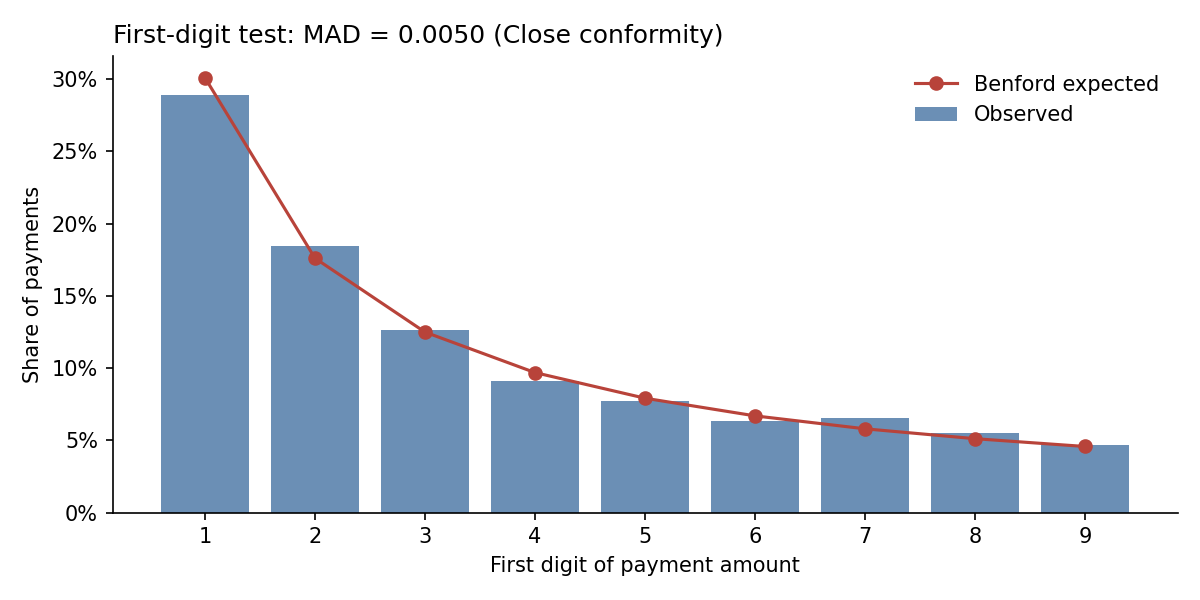 First-digit test: MAD = 0.0050 (Close conformity)
Benford expected
Observed
Share of payments
30%
25%
20%
15%
10%
5%
0%
1 2 3 4 5 6 7 8 9
First digit of payment amount